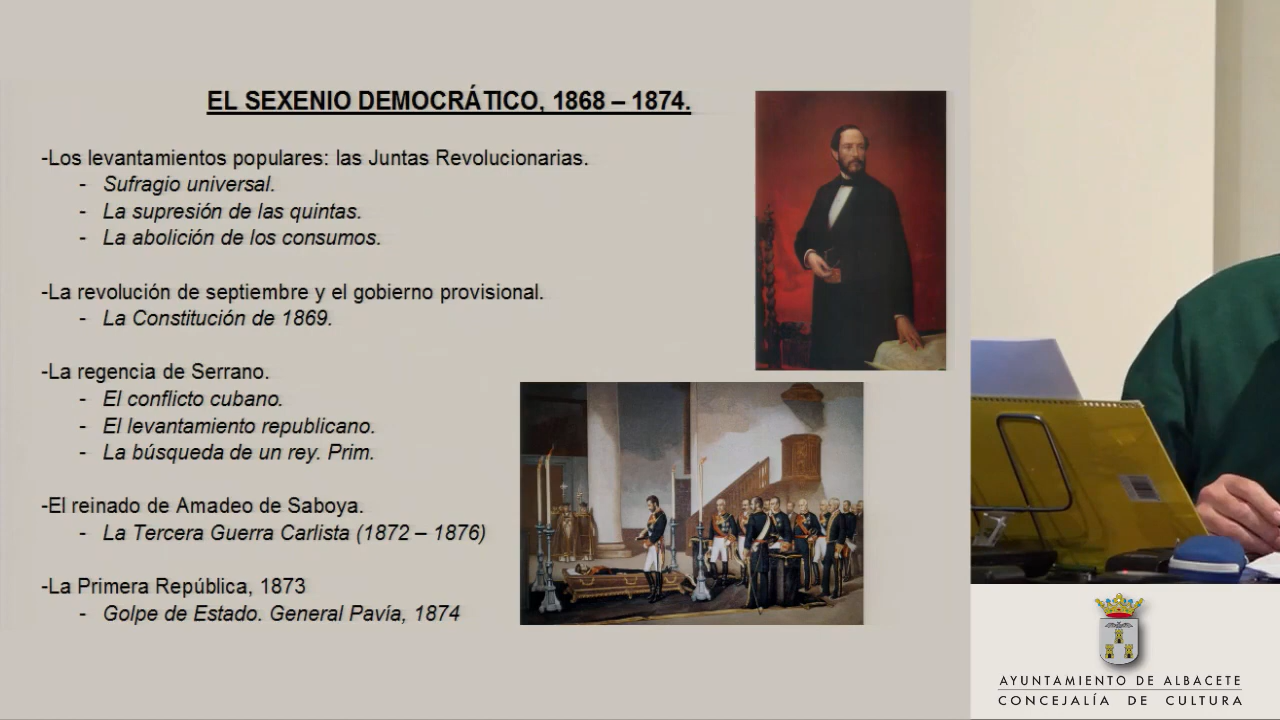 EL SEXENIO DEMOCRÁTICO, 1868 – 1874.
-Los levantamientos populares: las Juntas Revolucionarias.
- Sufragio universal.
- La supresión de las quintas.
- La abolición de los consumos.
-La revolución de septiembre y el gobierno provisional.
- La Constitución de 1869.
-La regencia de Serrano.
- El conflicto cubano.
- El levantamiento republicano.
- La búsqueda de un rey. Prim.
-El reinado de Amadeo de Saboya.
- La Tercera Guerra Carlista (1872 – 1876)
-La Primera República, 1873
- Golpe de Estado. General Pavía, 1874
AYUNTAMIENTO DE ALBACETE
CONCEJALÍA DE CULTURA